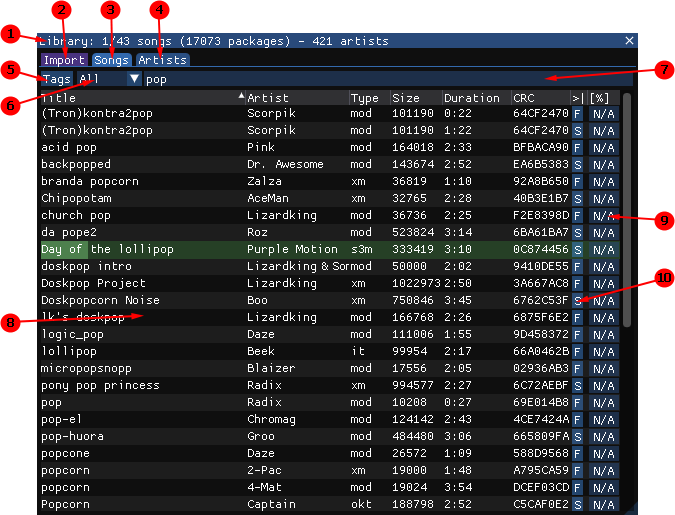 1 Library: 1/43 songs (17073 packages) - 421 artists ×
2 3 4
Import Songs Artists
5 Tags All pop 7
6
Title Artist Type Size Duration CRC >| [%]
(Tron)kontra2pop Scorpik mod 101190 0:22 64CF2470 F N/A
(Tron)kontra2pop Scorpik mod 101190 1:22 64CF2470 S N/A
acid pop Pink mod 164018 2:33 BFBACA90 F N/A
backpopped Dr. Awesome mod 143674 2:52 EA6B5383 S N/A
branda popcorn Zalza xm 36819 1:10 92A8B650 F N/A
Chipopotam AceMan xm 32765 2:28 40B3E1B7 S N/A
church pop Lizardking mod 36736 2:25 F2E8398D F N/A 9
da pope2 Roz mod 523824 3:14 6BA61BA7 S N/A
Day of the lollipop Purple Motion s3m 333419 3:10 0C874456 S N/A
doskpop intro Lizardking & Son mod 50000 2:02 9410DE55 F N/A
Doskpop Project Lizardking xm 1022973 2:50 3A667AC8 F N/A 10
Doskpopcorn Noise Boo xm 750846 3:45 6762C53F S N/A
8 lk's doskpop Lizardking mod 166768 2:26 6875F6E2 F N/A
logic_pop Daze mod 111006 1:55 9D458372 F N/A
lollipop Beek it 99954 2:17 66A0462B F N/A
micropopsnopp Blaizer mod 17556 2:05 02936AB3 F N/A
pony pop princess Radix xm 994577 2:27 6C72AEBF S N/A
pop Radix mod 10208 0:27 69E014B8 F N/A
pop-el Chromag mod 124142 2:43 4CE7424A F N/A
pop-huora Groo mod 484480 3:06 665809FA S N/A
popcone Daze mod 26572 1:09 588D9568 F N/A
popcorn 2-Pac xm 19000 1:48 A795CA59 F N/A
popcorn 4-Mat mod 19024 3:54 DCEF03CD F N/A
Popcorn Captain okt 188798 2:52 C5CAF0E2 S N/A